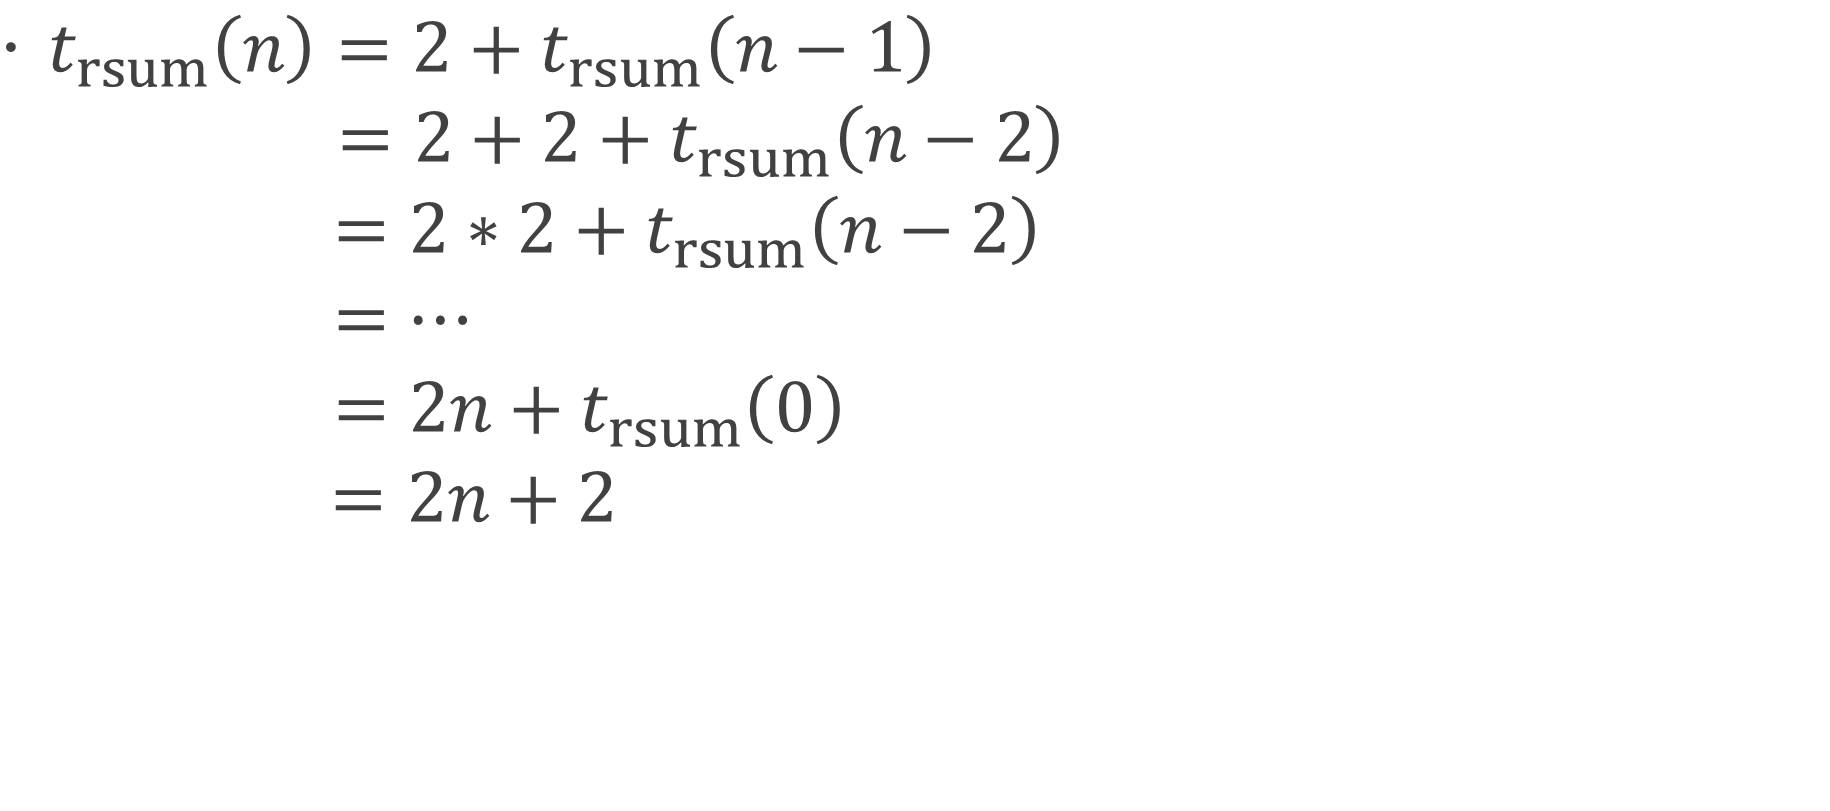 · t_rsum(n) = 2 + t_rsum(n − 1)
= 2 + 2 + t_rsum(n − 2)
= 2 ∗ 2 + t_rsum(n − 2)
= ⋯
= 2n + t_rsum(0)
= 2n + 2